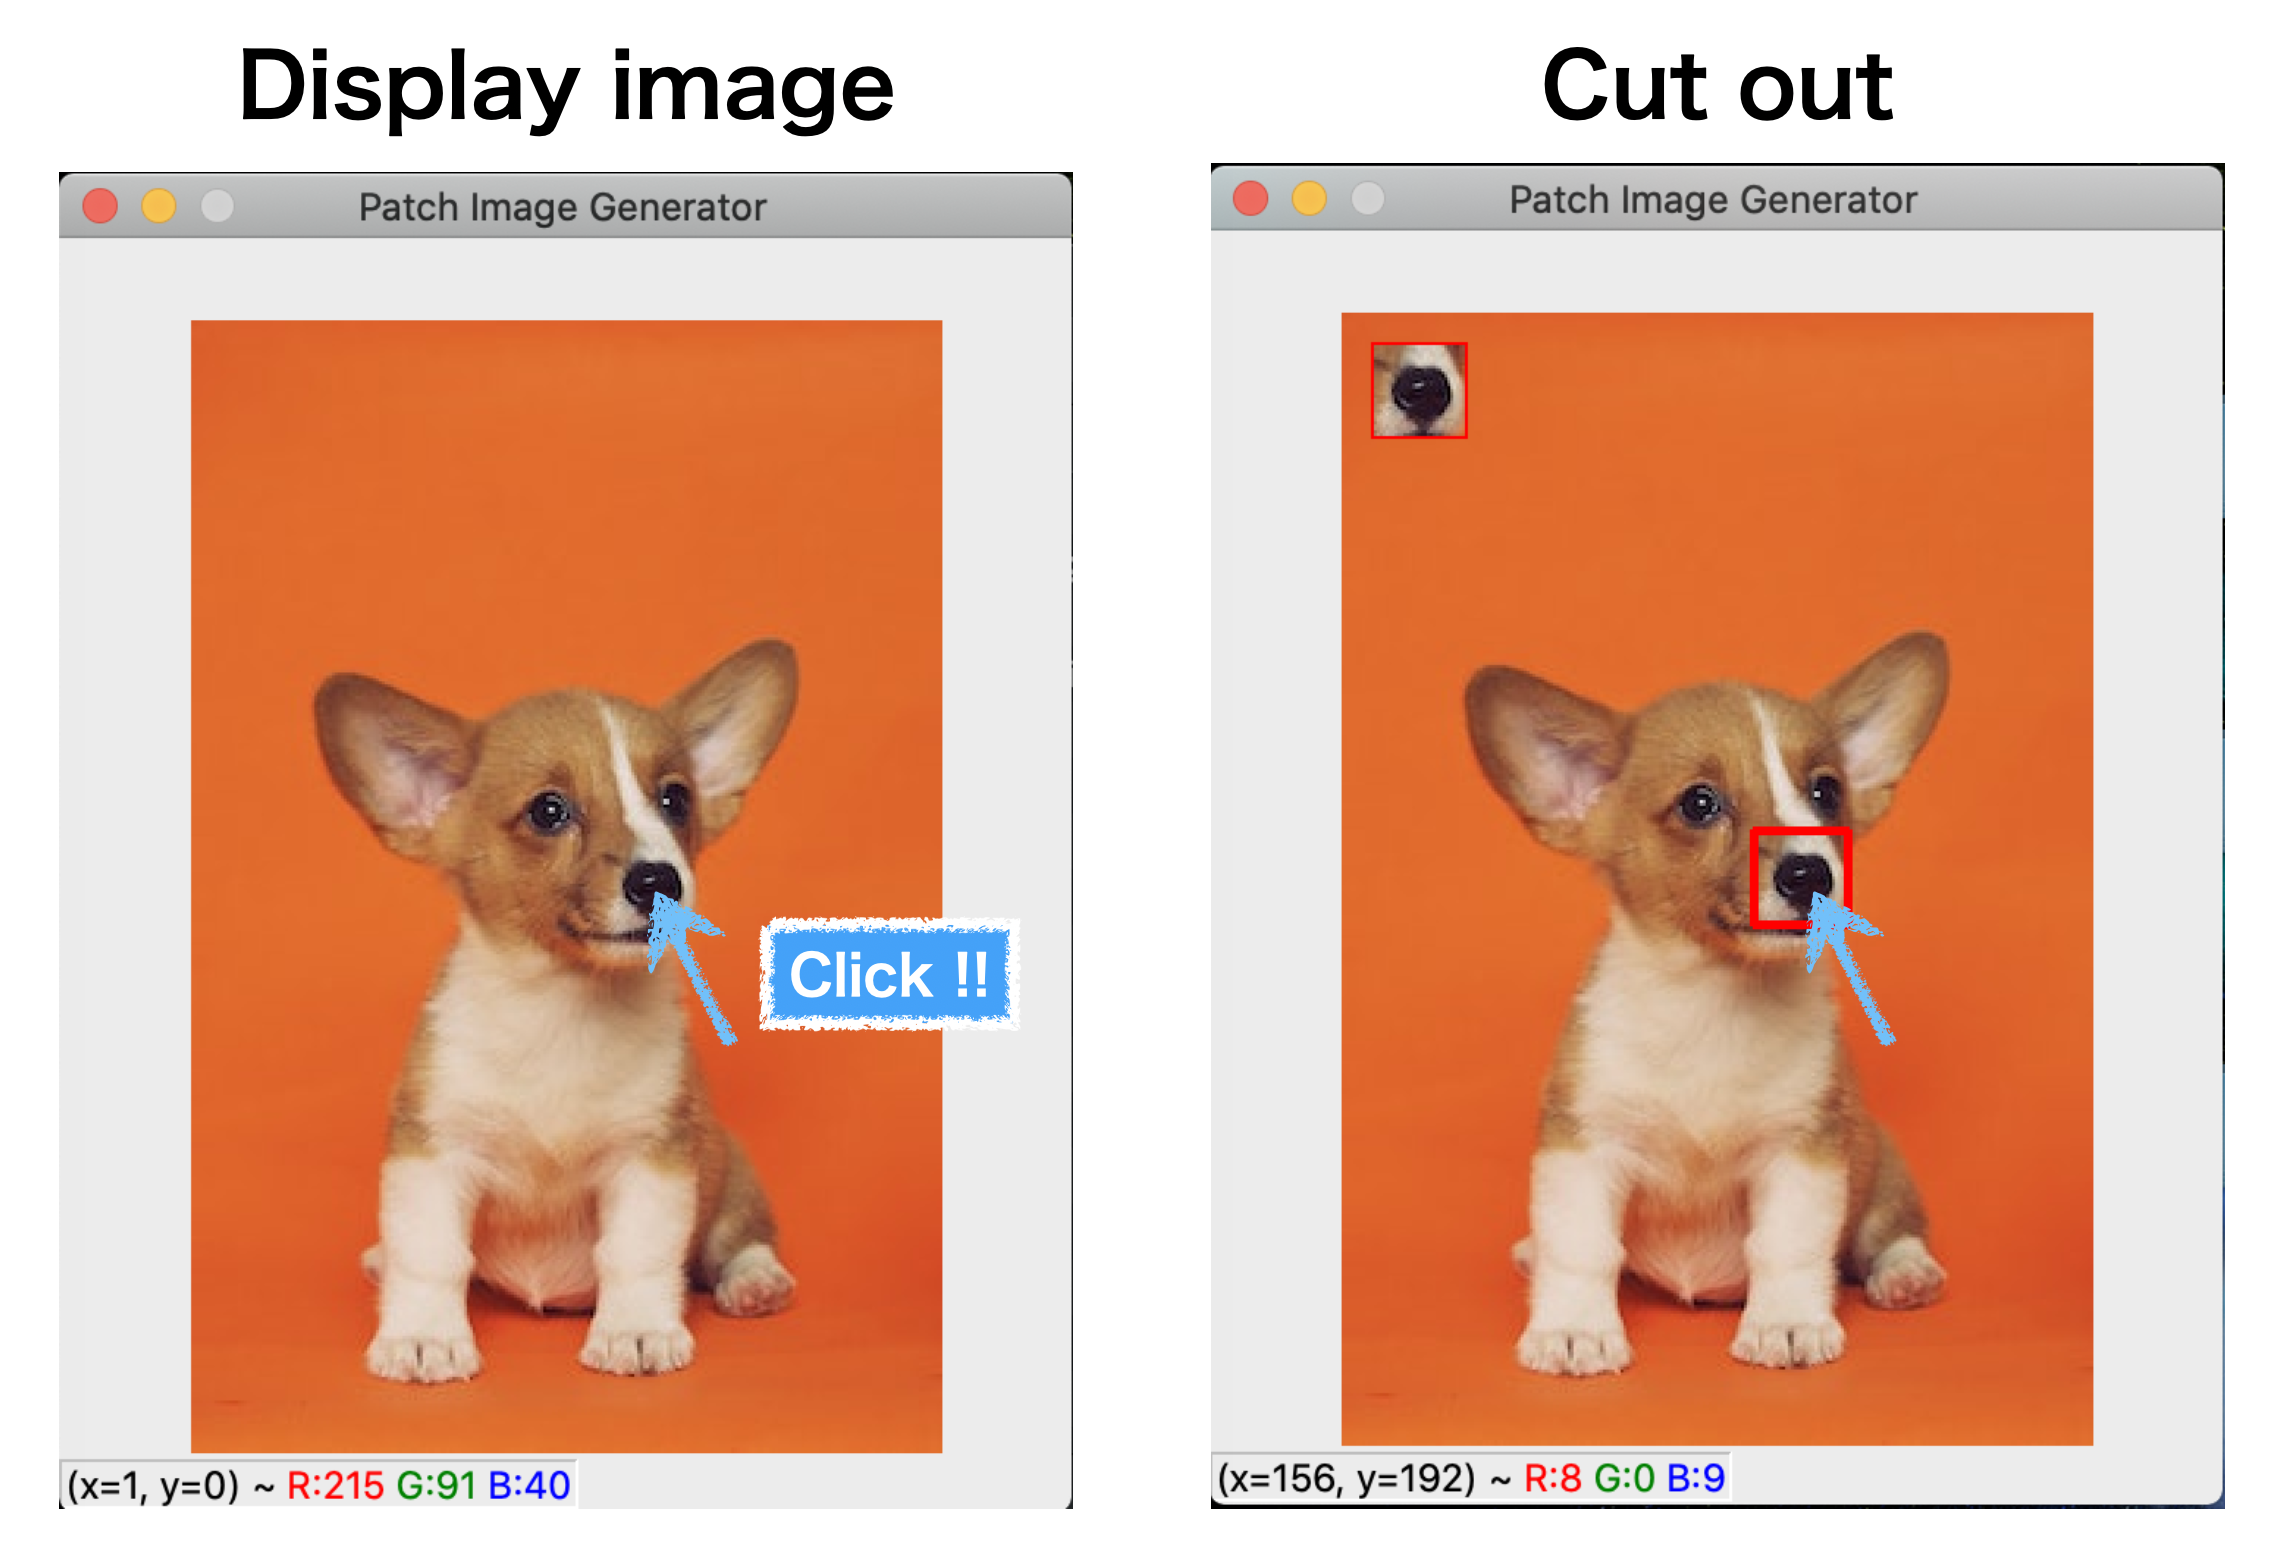 Display image
Cut out
Patch Image Generator
Patch Image Generator
Click !!
(x=1, y=0) ~ R:215 G:91 B:40
(x=156, y=192) ~ R:8 G:0 B:9